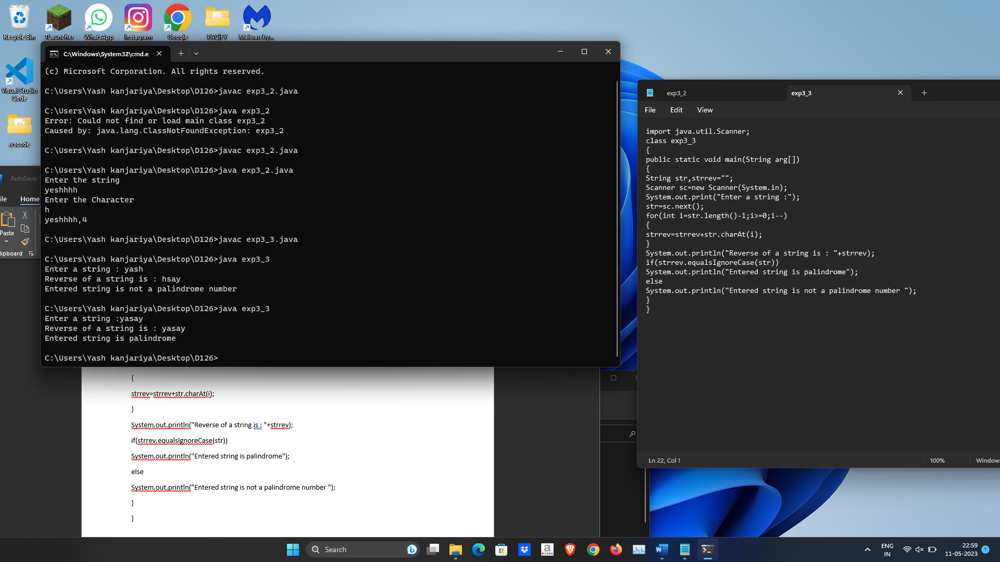 Recycle Bin
TLauncher
WhatsApp
Instagram
Google
PACIFY
Malwareby...
Visual Studio
Code
.vscode
C:\Windows\System32\cmd.e
(c) Microsoft Corporation. All rights reserved.
C:\Users\Yash kanjariya\Desktop\D126>javac exp3_2.java
C:\Users\Yash kanjariya\Desktop\D126>java exp3_2
Error: Could not find or load main class exp3_2
Caused by: java.lang.ClassNotFoundException: exp3_2
C:\Users\Yash kanjariya\Desktop\D126>javac exp3_2.java
C:\Users\Yash kanjariya\Desktop\D126>java exp3_2.java
Enter the string
yeshhhh
Enter the Character
h
yeshhhh,4
C:\Users\Yash kanjariya\Desktop\D126>javac exp3_3.java
C:\Users\Yash kanjariya\Desktop\D126>java exp3_3
Enter a string : yash
Reverse of a string is : hsay
Entered string is not a palindrome number
C:\Users\Yash kanjariya\Desktop\D126>java exp3_3
Enter a string :yasay
Reverse of a string is : yasay
Entered string is palindrome
C:\Users\Yash kanjariya\Desktop\D126>
AutoSave
ile
Home
Paste
lipboard
{
strrev=strrev+str.charAt(i);
}
System.out.println("Reverse of a string is : "+strrev);
if(strrev.equalsIgnoreCase(str))
System.out.println("Entered string is palindrome");
else
System.out.println("Entered string is not a palindrome number ");
}
}
exp3_2
exp3_3
File Edit View
import java.util.Scanner;
class exp3_3
{
public static void main(String arg[])
{
String str,strrev="";
Scanner sc=new Scanner(System.in);
System.out.print("Enter a string :");
str=sc.next();
for(int i=str.length()-1;i>=0;i--)
{
strrev=strrev+str.charAt(i);
}
System.out.println("Reverse of a string is : "+strrev);
if(strrev.equalsIgnoreCase(str))
System.out.println("Entered string is palindrome");
else
System.out.println("Entered string is not a palindrome number ");
}
}
Ln 22, Col 1
100%
Windows
Search
ENG
IN
22:59
11-05-2023
1